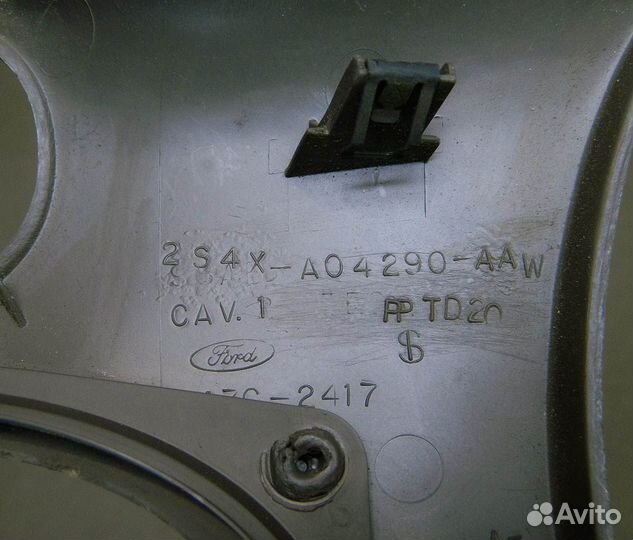 2S4X-A04290-AAW
CAV. 1 PP TD20
Ford
-2417
Avito